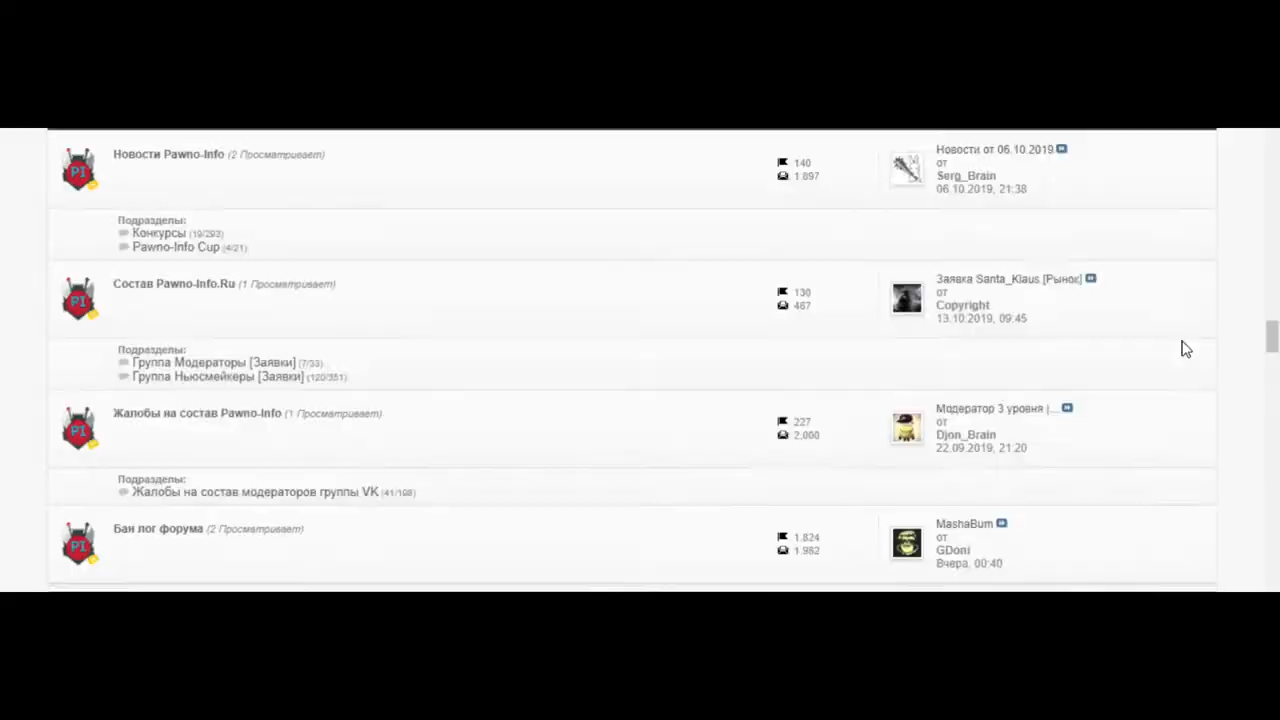 Новости Pawno-Info (2 Просматривает)
140
1 897
Новости от 06.10.2019
от
Serg_Brain
06.10.2019, 21:38
Подразделы:
Конкурсы (19/293)
Pawno-Info Cup (4/21)
Состав Pawno-Info.Ru (1 Просматривает)
130
467
Заявка Santa_Klaus [Рынок]
от
Copyright
13.10.2019, 09:45
Подразделы:
Группа Модераторы [Заявки] (7/33)
Группа Ньюсмейкеры [Заявки] (120/351)
Жалобы на состав Pawno-Info (1 Просматривает)
227
2,000
Модератор 3 уровня |...
от
Djon_Brain
22.09.2019, 21:20
Подразделы:
Жалобы на состав модераторов группы VK (41/198)
Бан лог форума (2 Просматривает)
1,824
1,982
MashaBum
от
GDoni
Вчера, 00:40
PI
PI
PI
PI